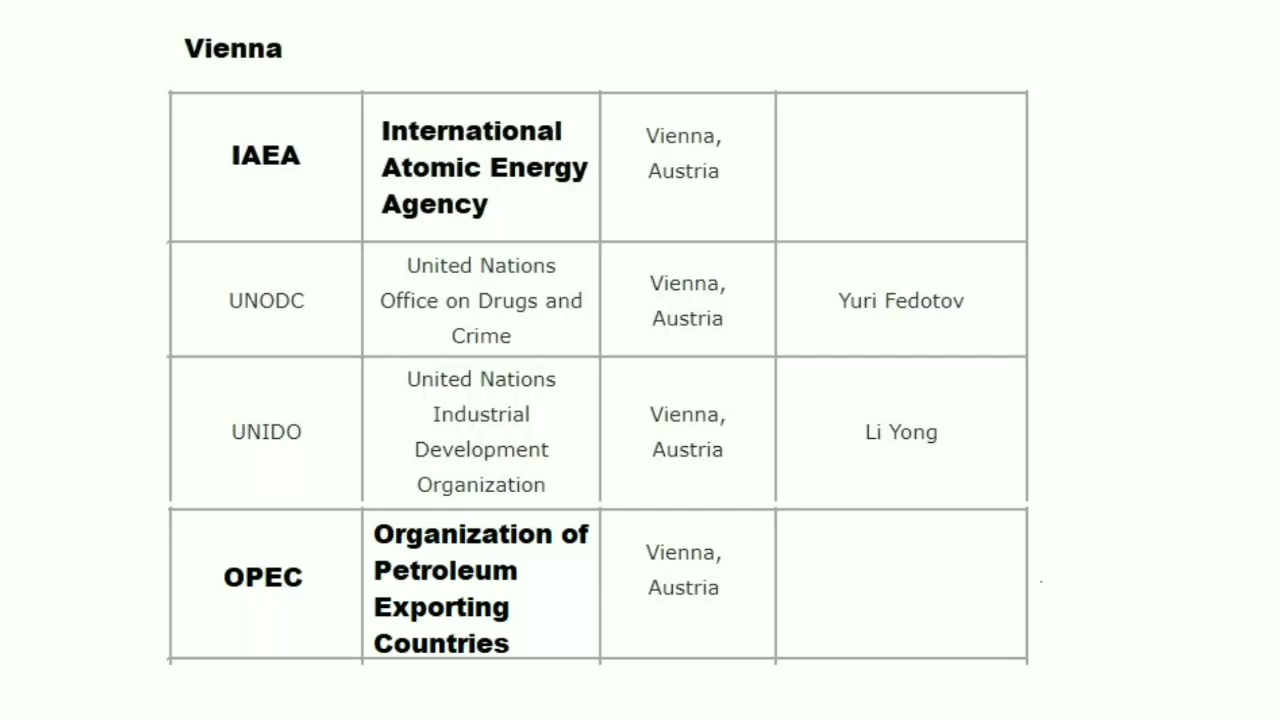 Vienna
IAEA
International
Atomic Energy
Agency
Vienna,
Austria
UNODC
United Nations
Office on Drugs and
Crime
Vienna,
Austria
Yuri Fedotov
UNIDO
United Nations
Industrial
Development
Organization
Vienna,
Austria
Li Yong
OPEC
Organization of
Petroleum
Exporting
Countries
Vienna,
Austria